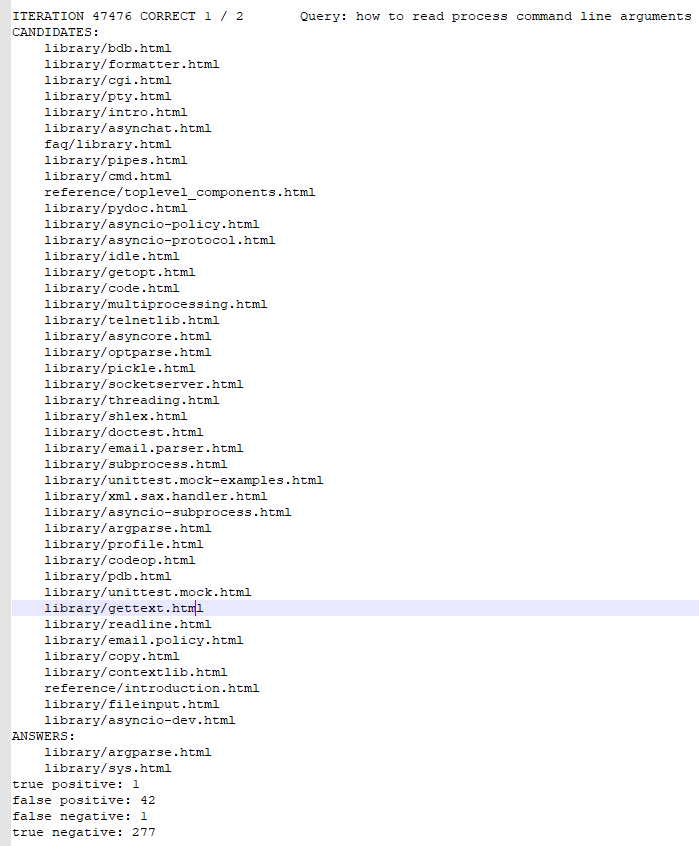 ITERATION 47476 CORRECT 1 / 2 Query: how to read process command line arguments
CANDIDATES:
library/bdb.html
library/formatter.html
library/cgi.html
library/pty.html
library/intro.html
library/asynchat.html
faq/library.html
library/pipes.html
library/cmd.html
reference/toplevel_components.html
library/pydoc.html
library/asyncio-policy.html
library/asyncio-protocol.html
library/idle.html
library/getopt.html
library/code.html
library/multiprocessing.html
library/telnetlib.html
library/asyncore.html
library/optparse.html
library/pickle.html
library/socketserver.html
library/threading.html
library/shlex.html
library/doctest.html
library/email.parser.html
library/subprocess.html
library/unittest.mock-examples.html
library/xml.sax.handler.html
library/asyncio-subprocess.html
library/argparse.html
library/profile.html
library/codeop.html
library/pdb.html
library/unittest.mock.html
library/gettext.html
library/readline.html
library/email.policy.html
library/copy.html
library/contextlib.html
reference/introduction.html
library/fileinput.html
library/asyncio-dev.html
ANSWERS:
library/argparse.html
library/sys.html
true positive: 1
false positive: 42
false negative: 1
true negative: 277